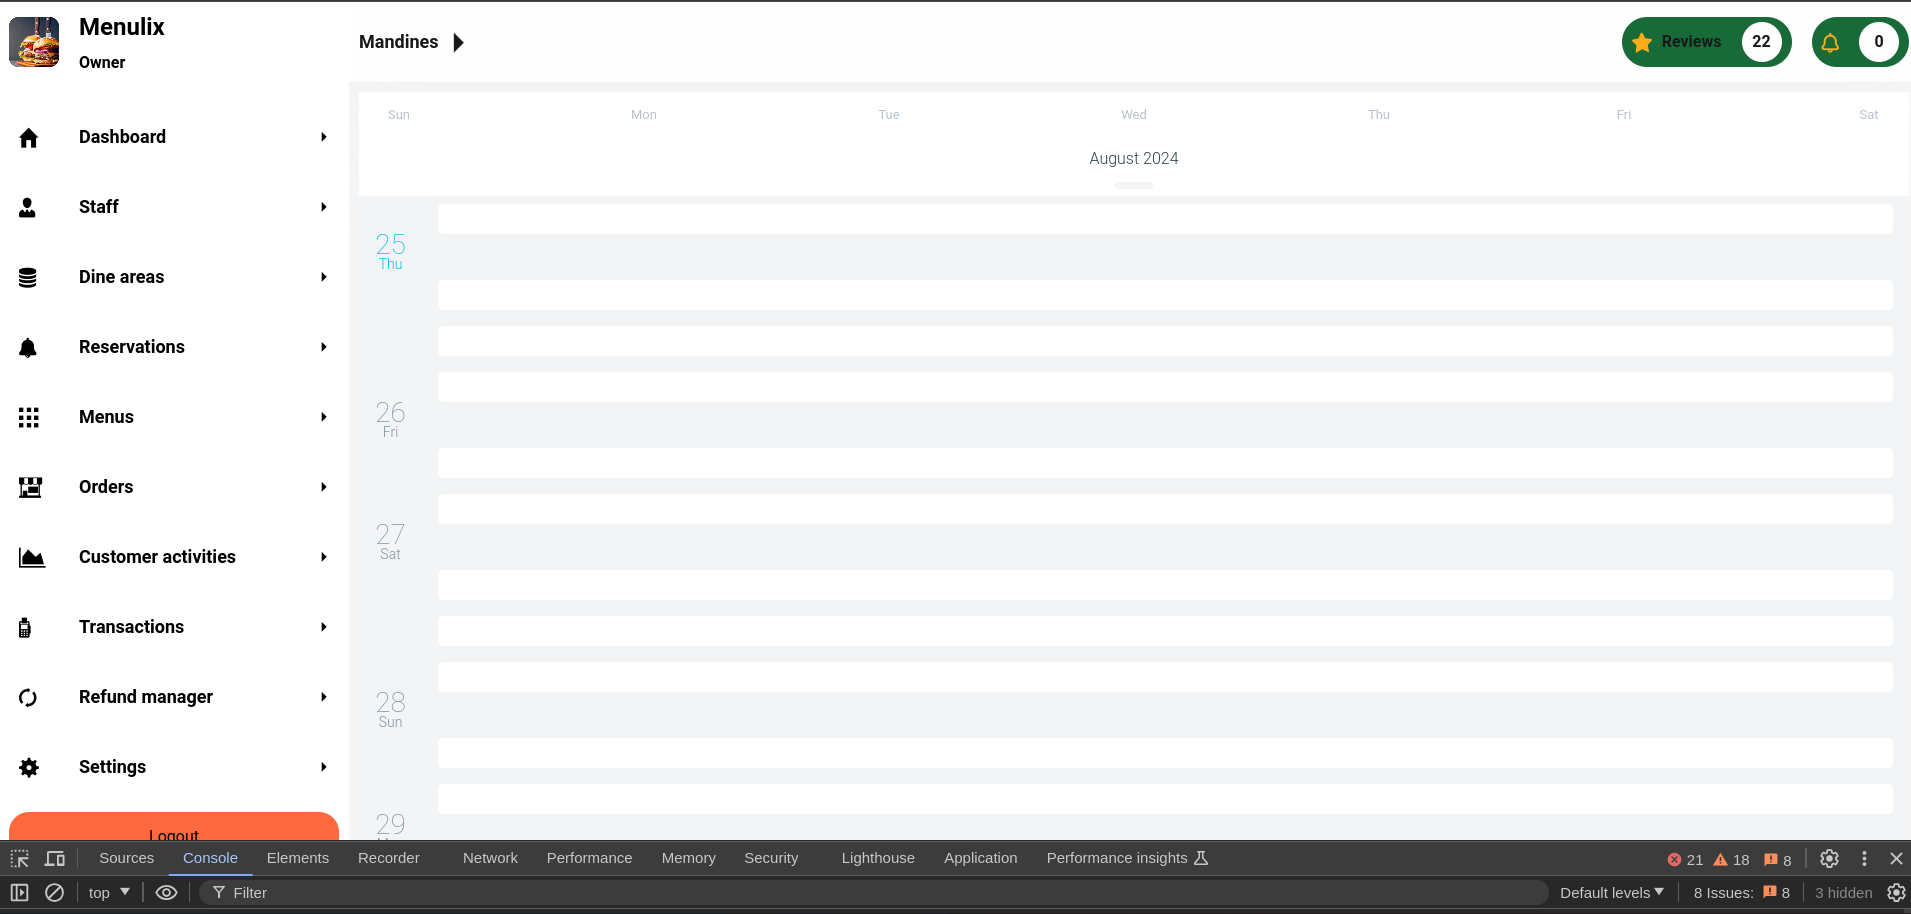 Menulix
Owner
Mandines
Reviews 22
0
Dashboard
Staff
Dine areas
Reservations
Menus
Orders
Customer activities
Transactions
Refund manager
Settings
Logout
Sun Mon Tue Wed Thu Fri Sat
August 2024
25
Thu
26
Fri
27
Sat
28
Sun
29
Sources Console Elements Recorder Network Performance Memory Security Lighthouse Application Performance insights 21 18 8
top Filter Default levels 8 Issues: 8 3 hidden